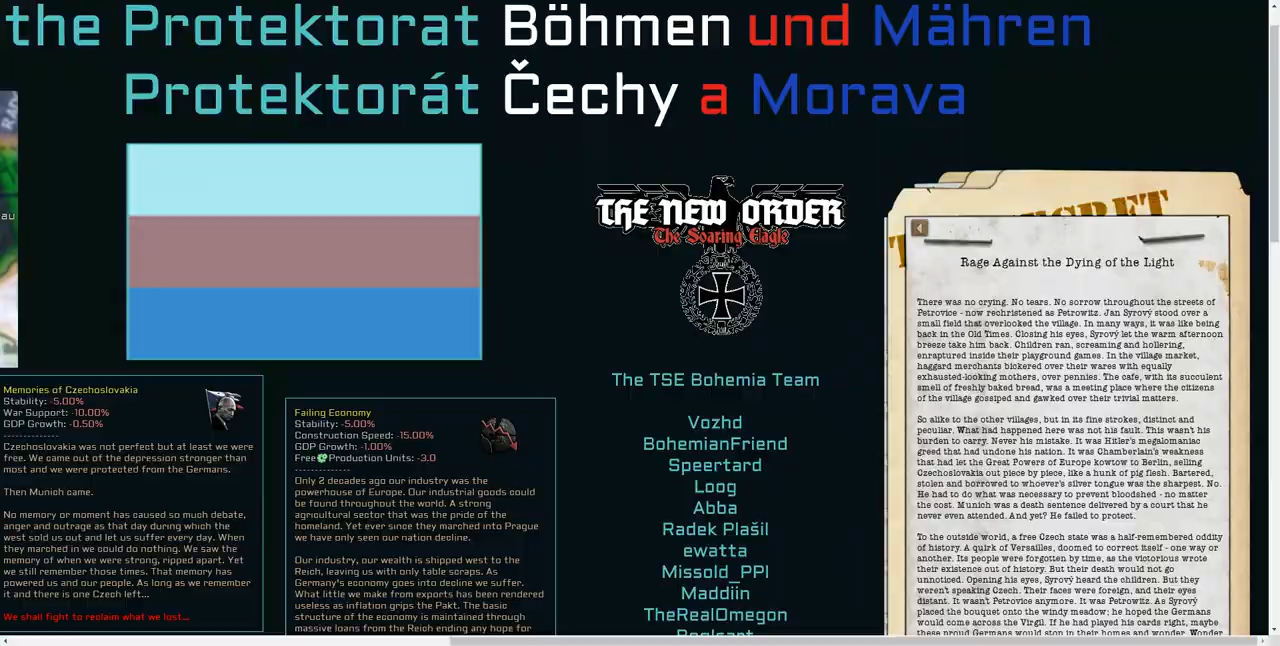 the Protektorat Böhmen und Mähren
Protektorát Čechy a Morava
au
THE NEW ORDER
The Soaring Eagle
The TSE Bohemia Team
Vozhd
BohemianFriend
Speertard
Loog
Abba
Radek Plašil
ewatta
Missold_PPI
Maddiin
TheRealOmegon
Memories of Czechoslovakia
Stability: -5.00%
War Support: -10.00%
GDP Growth: -0.50%
--------------
Czechoslovakia was not perfect but at least we were
free. We came out of the depression stronger than
most and we were protected from the Germans.
Then Munich came.
No memory or moment has caused so much debate,
anger and outrage as that day during which the
west sold us out and let us suffer every day. When
they marched in we could do nothing. We saw the
memory of when we were strong, ripped apart. Yet
we still remember those times. That memory has
powered us and our people. As long as we remember
it and there is one Czech left...
We shall fight to reclaim what we lost...
Failing Economy
Stability: -5.00%
Construction Speed: -15.00%
GDP Growth: -1.00%
Free Production Units: -3.0
--------------
Only 2 decades ago our industry was the
powerhouse of Europe. Our industrial goods could
be found throughout the world. A strong
agricultural sector that was the pride of the
homeland. Yet ever since they marched into Prague
we have only seen our nation decline.
Our industry, our wealth is shipped west to the
Reich, leaving us with only table scraps. As
Germany's economy goes into decline we suffer.
What little we make from exports has been rendered
useless as inflation grips the Pakt. The basic
structure of the economy is maintained through
massive loans from the Reich ending any hope for
Rage Against the Dying of the Light
There was no crying. No tears. No sorrow throughout the streets of
Petrovice - now rechristened as Petrowitz. Jan Syrový stood over a
small field that overlooked the village. In many ways, it was like being
back in the Old Times. Closing his eyes, Syrový let the warm afternoon
breeze take him back. Children ran, screaming and hollering,
enraptured inside their playground games. In the village market,
haggard merchants bickered over their wares with equally
exhausted-looking mothers, over pennies. The cafe, with its succulent
smell of freshly baked bread, was a meeting place where the citizens
of the village gossiped and gawked over their trivial matters.
So alike to the other villages, but in its fine strokes, distinct and
peculiar. What had happened here was not his fault. This wasn't his
burden to carry. Never his mistake. It was Hitler's megalomaniac
greed that had undone his nation. It was Chamberlain's weakness
that had let the Great Powers of Europe kowtow to Berlin, selling
Czechoslovakia out piece by piece, like a hunk of pig flesh. Bartered,
stolen and borrowed to whoever's silver tongue was the sharpest. No.
He had to do what was necessary to prevent bloodshed - no matter
the cost. Munich was a death sentence delivered by a court that he
never even attended. And yet? He failed to protect.
To the outside world, a free Czech state was a half-remembered oddity
of history. A quirk of Versailles, doomed to correct itself - one way or
another. Its people were forgotten by time, as the victorious wrote
their existence out of history. But their death would not go
unnoticed. Opening his eyes, Syrový heard the children. But they
weren't speaking Czech. Their faces were foreign, and their eyes
distant. It wasn't Petrovice anymore. It was Petrowitz. As Syrový
placed the bouquet onto the windy meadow; he hoped the Germans
would come across the Virgil. If he had played his cards right, maybe
these proud Germans would stop in their homes and wonder. Wonder